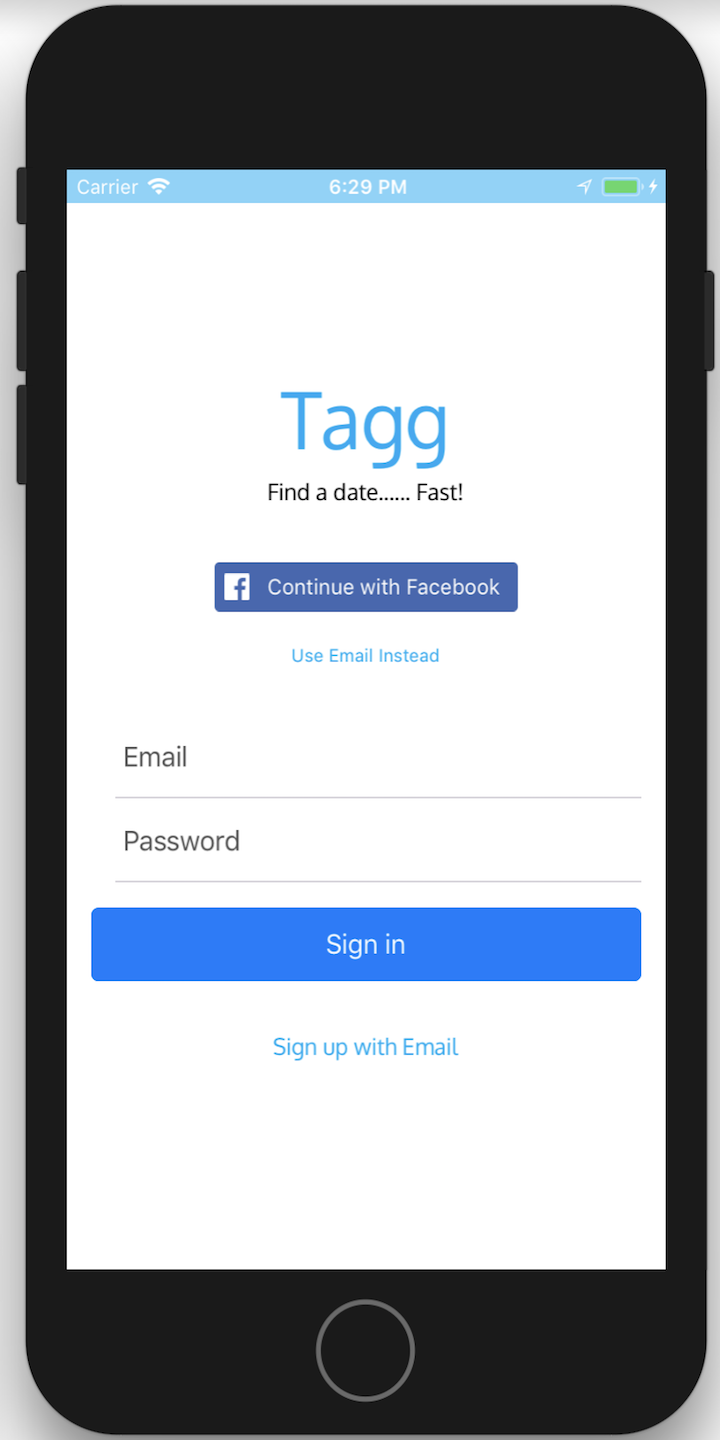 Carrier 6:29 PM
Tagg
Find a date...... Fast!
Continue with Facebook
Use Email Instead
Email
Password
Sign in
Sign up with Email